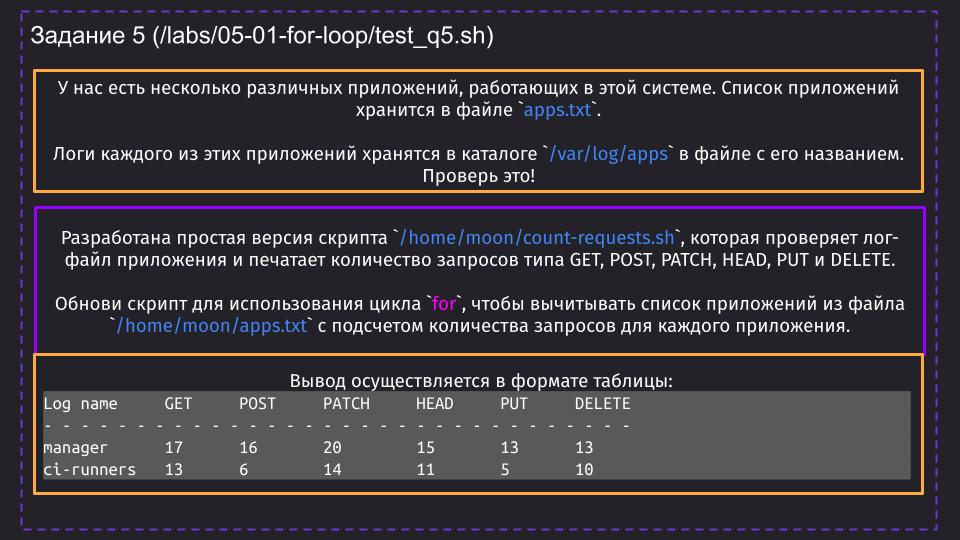 Задание 5 (/labs/05-01-for-loop/test_q5.sh)
У нас есть несколько различных приложений, работающих в этой системе. Список приложений
хранится в файле `apps.txt`.
Логи каждого из этих приложений хранятся в каталоге `/var/log/apps` в файле с его названием.
Проверь это!
Разработана простая версия скрипта `/home/moon/count-requests.sh`, которая проверяет лог-
файл приложения и печатает количество запросов типа GET, POST, PATCH, HEAD, PUT и DELETE.
Обнови скрипт для использования цикла `for`, чтобы вычитывать список приложений из файла
`/home/moon/apps.txt` с подсчетом количества запросов для каждого приложения.
Вывод осуществляется в формате таблицы:
Log name GET POST PATCH HEAD PUT DELETE
- - - - - - - - - - - - - - - - - - - - - - - - - - - - - - - -
manager 17 16 20 15 13 13
ci-runners 13 6 14 11 5 10